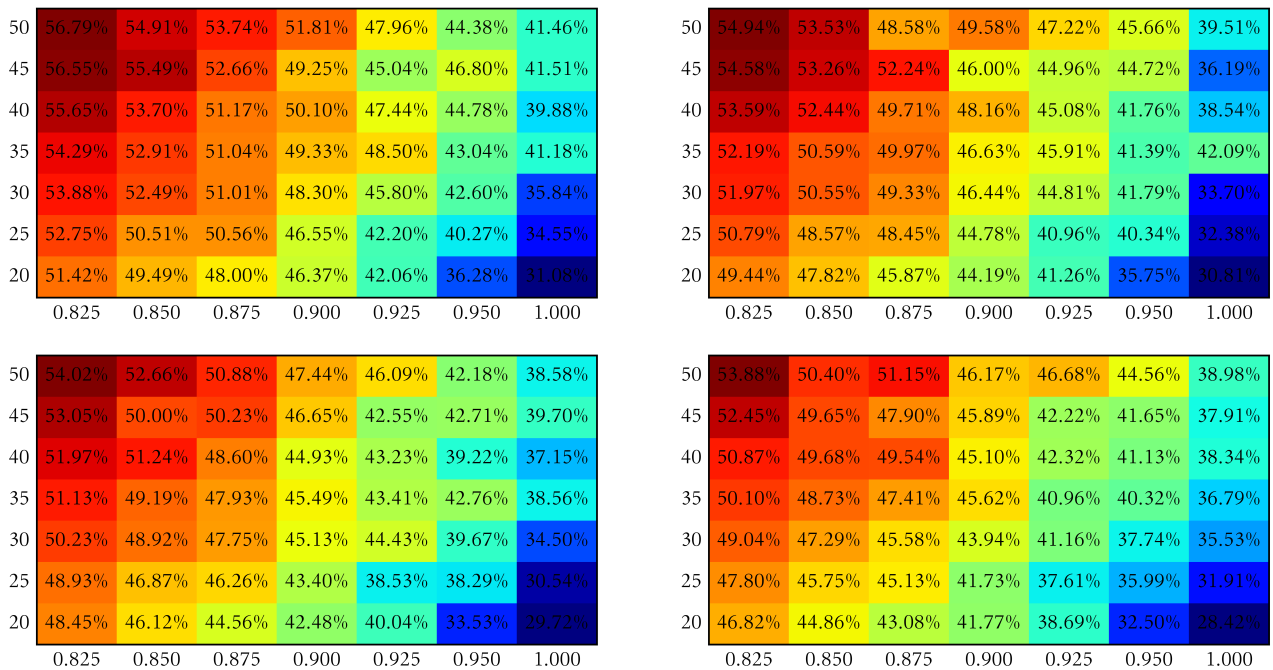 50 56.79% 54.91% 53.74% 51.81% 47.96% 44.38% 41.46%
45 56.55% 55.49% 52.66% 49.25% 45.04% 46.80% 41.51%
40 55.65% 53.70% 51.17% 50.10% 47.44% 44.78% 39.88%
35 54.29% 52.91% 51.04% 49.33% 48.50% 43.04% 41.18%
30 53.88% 52.49% 51.01% 48.30% 45.80% 42.60% 35.84%
25 52.75% 50.51% 50.56% 46.55% 42.20% 40.27% 34.55%
20 51.42% 49.49% 48.00% 46.37% 42.06% 36.28% 31.08%
0.825 0.850 0.875 0.900 0.925 0.950 1.000
50 54.94% 53.53% 48.58% 49.58% 47.22% 45.66% 39.51%
45 54.58% 53.26% 52.24% 46.00% 44.96% 44.72% 36.19%
40 53.59% 52.44% 49.71% 48.16% 45.08% 41.76% 38.54%
35 52.19% 50.59% 49.97% 46.63% 45.91% 41.39% 42.09%
30 51.97% 50.55% 49.33% 46.44% 44.81% 41.79% 33.70%
25 50.79% 48.57% 48.45% 44.78% 40.96% 40.34% 32.38%
20 49.44% 47.82% 45.87% 44.19% 41.26% 35.75% 30.81%
0.825 0.850 0.875 0.900 0.925 0.950 1.000
50 54.02% 52.66% 50.88% 47.44% 46.09% 42.18% 38.58%
45 53.05% 50.00% 50.23% 46.65% 42.55% 42.71% 39.70%
40 51.97% 51.24% 48.60% 44.93% 43.23% 39.22% 37.15%
35 51.13% 49.19% 47.93% 45.49% 43.41% 42.76% 38.56%
30 50.23% 48.92% 47.75% 45.13% 44.43% 39.67% 34.50%
25 48.93% 46.87% 46.26% 43.40% 38.53% 38.29% 30.54%
20 48.45% 46.12% 44.56% 42.48% 40.04% 33.53% 29.72%
0.825 0.850 0.875 0.900 0.925 0.950 1.000
50 53.88% 50.40% 51.15% 46.17% 46.68% 44.56% 38.98%
45 52.45% 49.65% 47.90% 45.89% 42.22% 41.65% 37.91%
40 50.87% 49.68% 49.54% 45.10% 42.32% 41.13% 38.34%
35 50.10% 48.73% 47.41% 45.62% 40.96% 40.32% 36.79%
30 49.04% 47.29% 45.58% 43.94% 41.16% 37.74% 35.53%
25 47.80% 45.75% 45.13% 41.73% 37.61% 35.99% 31.91%
20 46.82% 44.86% 43.08% 41.77% 38.69% 32.50% 28.42%
0.825 0.850 0.875 0.900 0.925 0.950 1.000